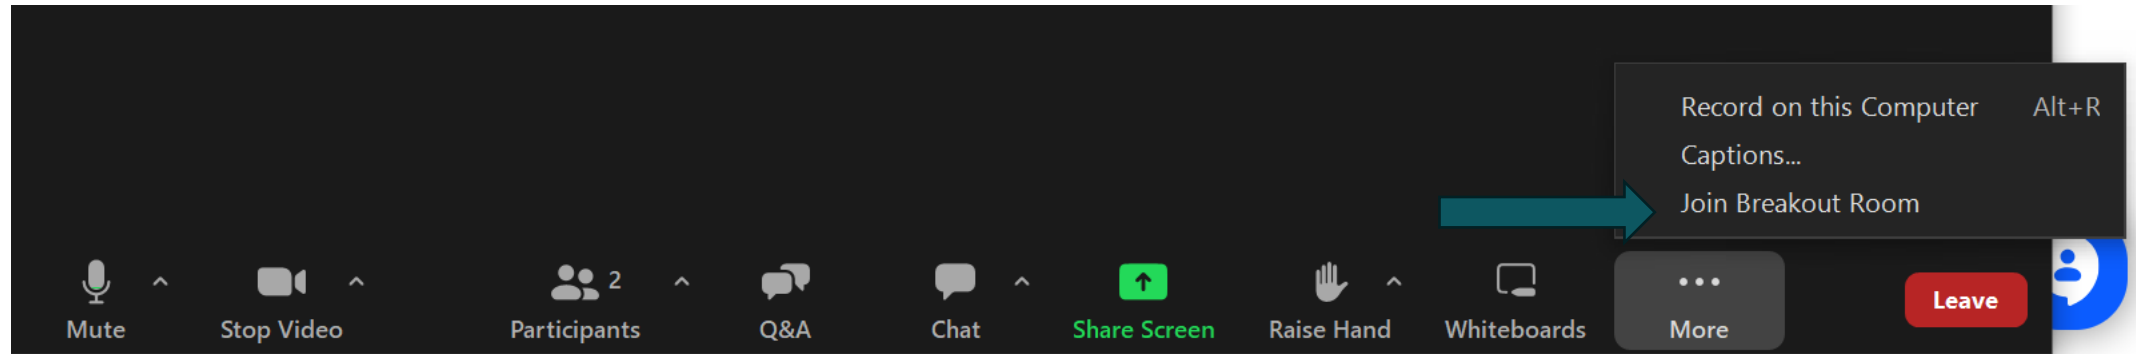 Record on this Computer Alt+R
Captions...
Join Breakout Room
2
Mute Stop Video Participants Q&A Chat Share Screen Raise Hand Whiteboards More Leave